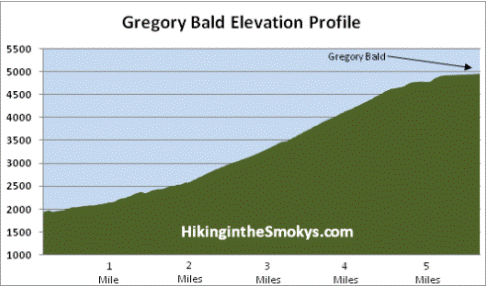 Gregory Bald Elevation Profile
5500
Gregory Bald
5000
4500
4000
3500
3000
2500
2000
1500
HikingintheSmokys.com
1000
1 2 3 4 5
Mile Miles Miles Miles Miles